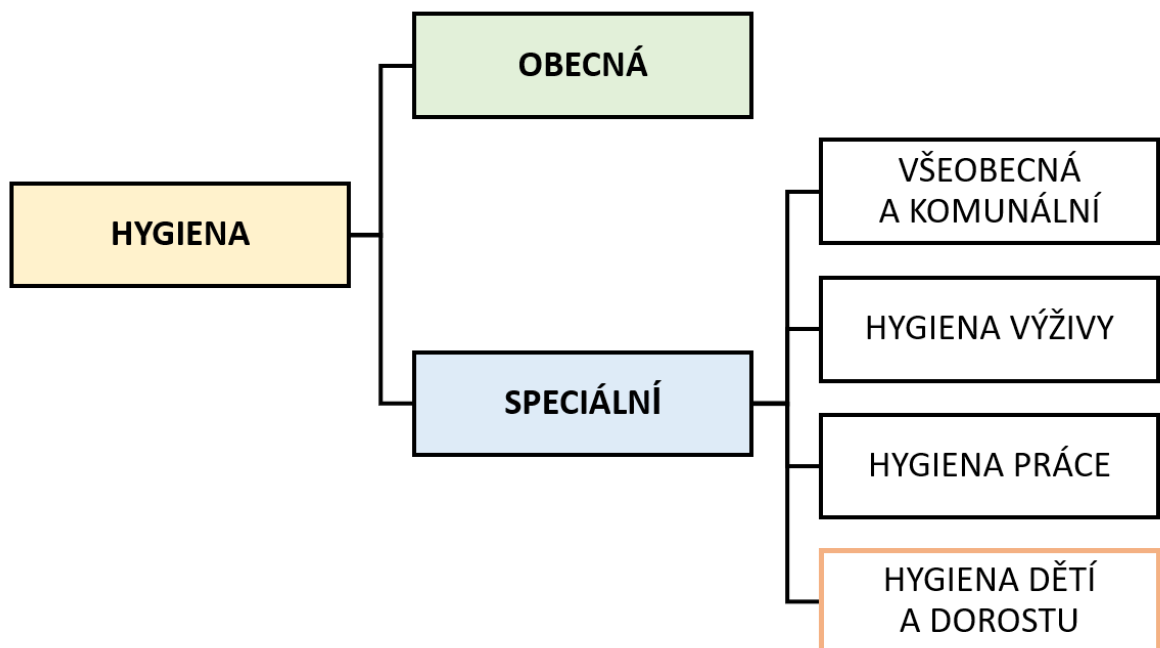 OBECNÁ
HYGIENA
SPECIÁLNÍ
VŠEOBECNÁ
A KOMUNÁLNÍ
HYGIENA VÝŽIVY
HYGIENA PRÁCE
HYGIENA DĚTÍ
A DOROSTU